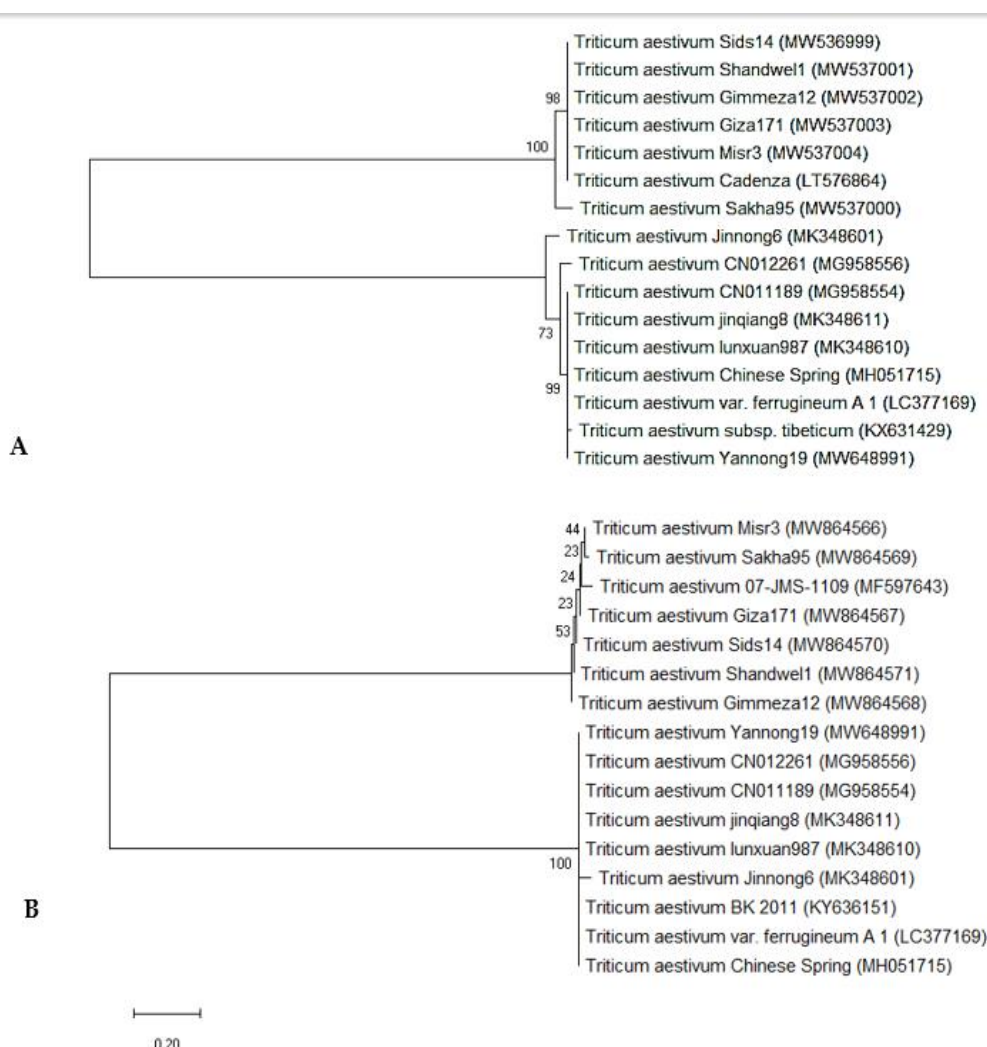 Triticum aestivum Sids14 (MW536999)
Triticum aestivum Shandwel1 (MW537001)
98
Triticum aestivum Gimmeza12 (MW537002)
Triticum aestivum Giza171 (MW537003)
100
Triticum aestivum Misr3 (MW537004)
Triticum aestivum Cadenza (LT576864)
Triticum aestivum Sakha95 (MW537000)
Triticum aestivum Jinnong6 (MK348601)
Triticum aestivum CN012261 (MG958556)
Triticum aestivum CN011189 (MG958554)
Triticum aestivum jinqiang8 (MK348611)
73
Triticum aestivum lunxuan987 (MK348610)
Triticum aestivum Chinese Spring (MH051715)
99
Triticum aestivum var. ferrugineum A 1 (LC377169)
Triticum aestivum subsp. tibeticum (KX631429)
A
Triticum aestivum Yannong19 (MW648991)
44
Triticum aestivum Misr3 (MW864566)
23
Triticum aestivum Sakha95 (MW864569)
24
Triticum aestivum 07-JMS-1109 (MF597643)
23
Triticum aestivum Giza171 (MW864567)
53
Triticum aestivum Sids14 (MW864570)
Triticum aestivum Shandwel1 (MW864571)
Triticum aestivum Gimmeza12 (MW864568)
Triticum aestivum Yannong19 (MW648991)
Triticum aestivum CN012261 (MG958556)
Triticum aestivum CN011189 (MG958554)
Triticum aestivum jinqiang8 (MK348611)
Triticum aestivum lunxuan987 (MK348610)
100
Triticum aestivum Jinnong6 (MK348601)
B
Triticum aestivum BK 2011 (KY636151)
Triticum aestivum var. ferrugineum A 1 (LC377169)
Triticum aestivum Chinese Spring (MH051715)
0.20